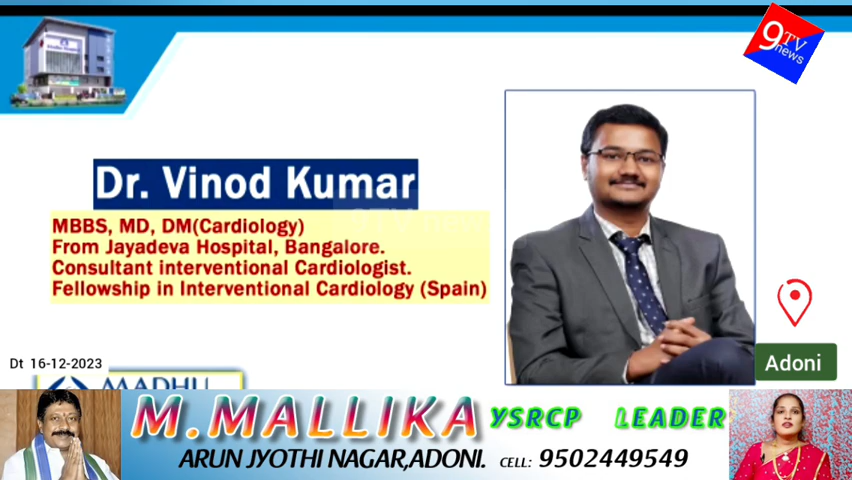 9
TV
news
Dr. Vinod Kumar
MBBS, MD, DM(Cardiology)
From Jayadeva Hospital, Bangalore.
Consultant interventional Cardiologist.
Fellowship in Interventional Cardiology (Spain)
Dt 16-12-2023
Adoni
MADHU
M.MALLIKA YSRCP LEADER
ARUN JYOTHI NAGAR,ADONI. CELL: 9502449549